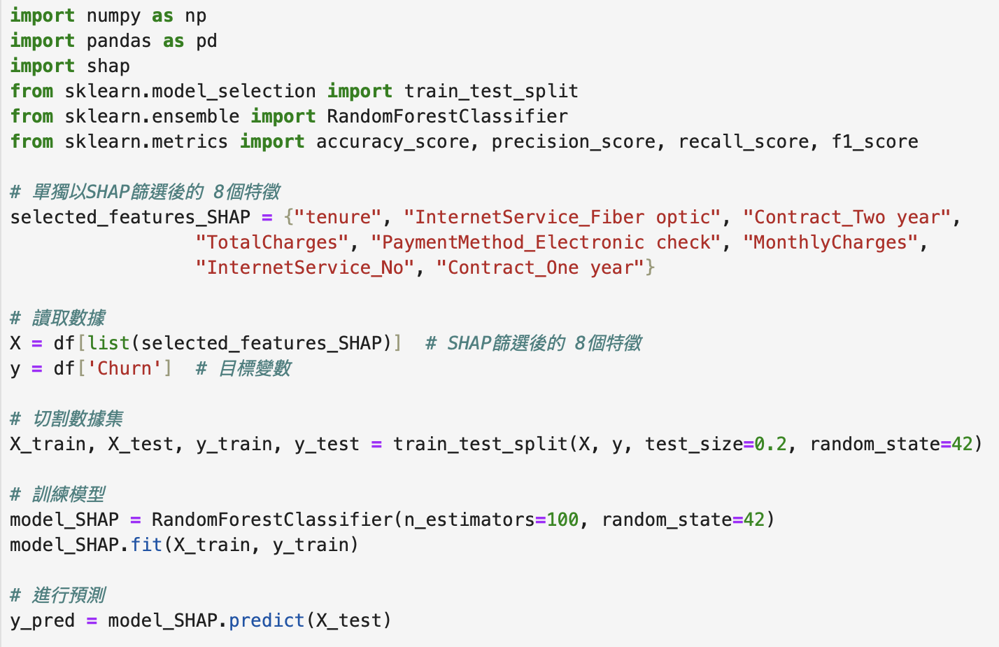 import numpy as np
import pandas as pd
import shap
from sklearn.model_selection import train_test_split
from sklearn.ensemble import RandomForestClassifier
from sklearn.metrics import accuracy_score, precision_score, recall_score, f1_score
# 單獨以SHAP篩選後的 8個特徵
selected_features_SHAP = {"tenure", "InternetService_Fiber optic", "Contract_Two year",
"TotalCharges", "PaymentMethod_Electronic check", "MonthlyCharges",
"InternetService_No", "Contract_One year"}
# 讀取數據
X = df[list(selected_features_SHAP)]  # SHAP篩選後的 8個特徵
y = df['Churn']  # 目標變數
# 切割數據集
X_train, X_test, y_train, y_test = train_test_split(X, y, test_size=0.2, random_state=42)
# 訓練模型
model_SHAP = RandomForestClassifier(n_estimators=100, random_state=42)
model_SHAP.fit(X_train, y_train)
# 進行預測
y_pred = model_SHAP.predict(X_test)